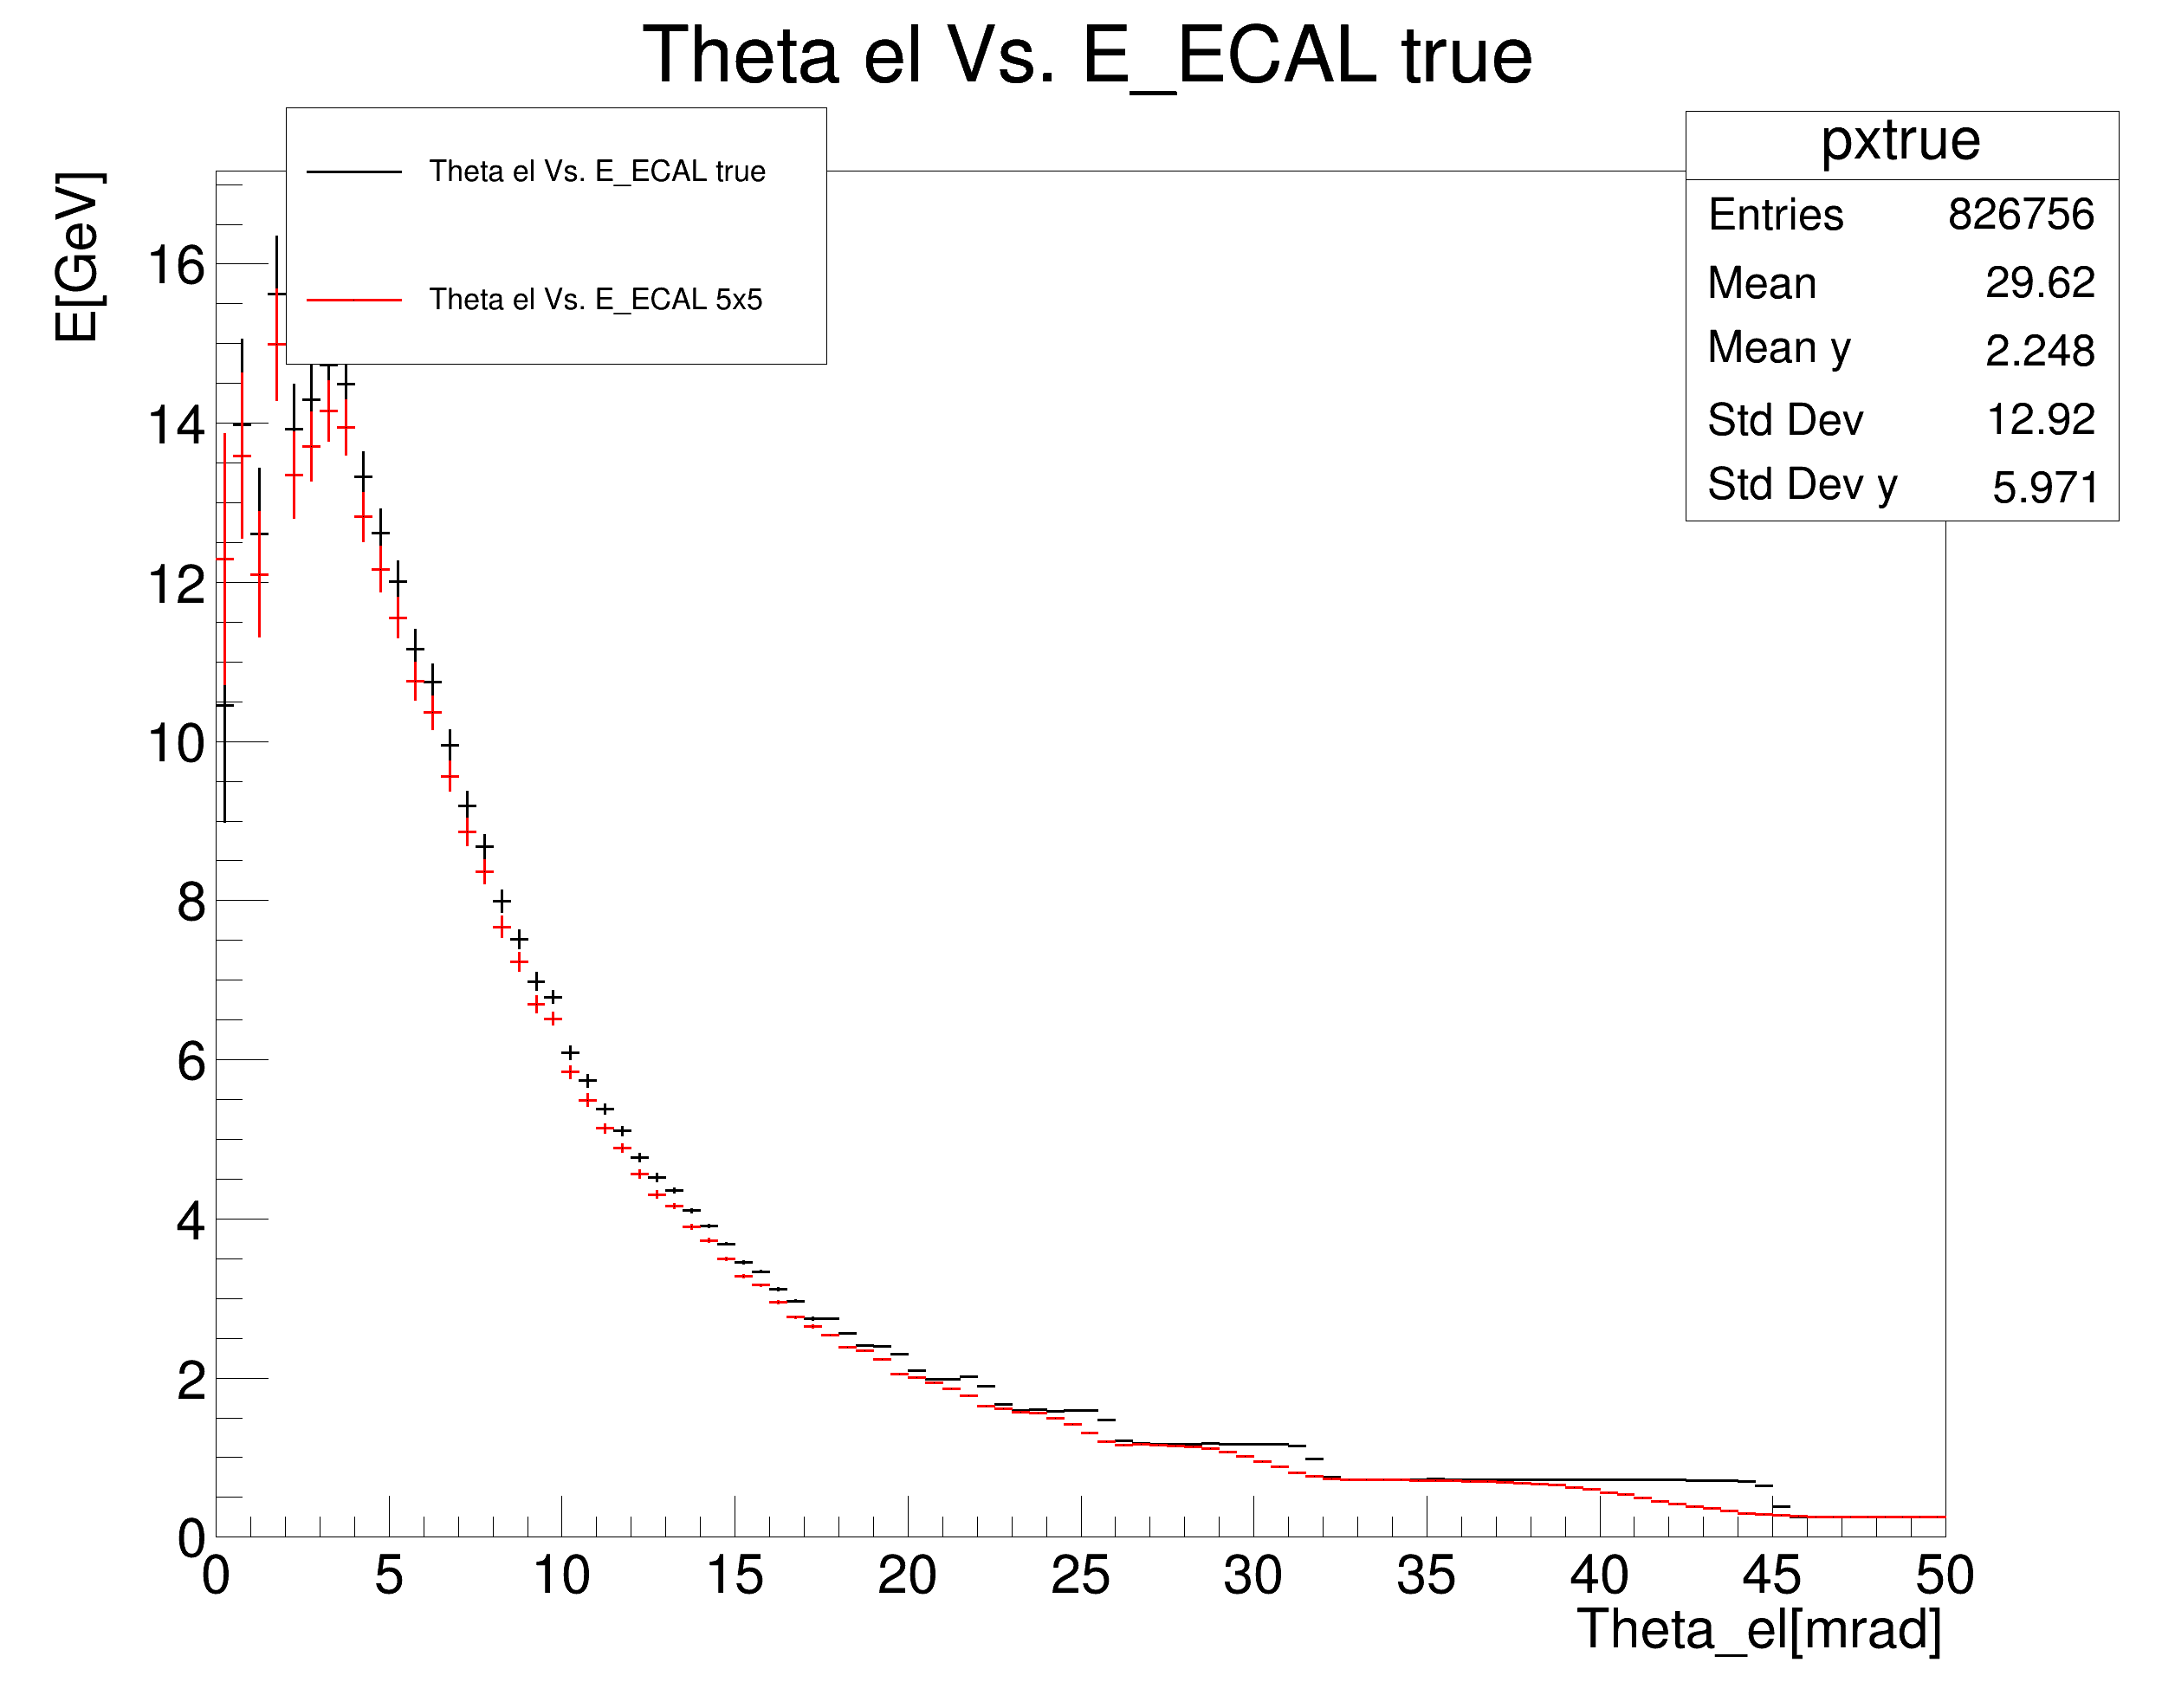 Theta el Vs. E_ECAL true
Theta el Vs. E_ECAL true
Theta el Vs. E_ECAL 5x5
pxtrue
Entries 826756
Mean 29.62
Mean y 2.248
Std Dev 12.92
Std Dev y 5.971
E[GeV]
16
14
12
10
8
6
4
2
0
0 5 10 15 20 25 30 35 40 45 50
Theta_el[mrad]